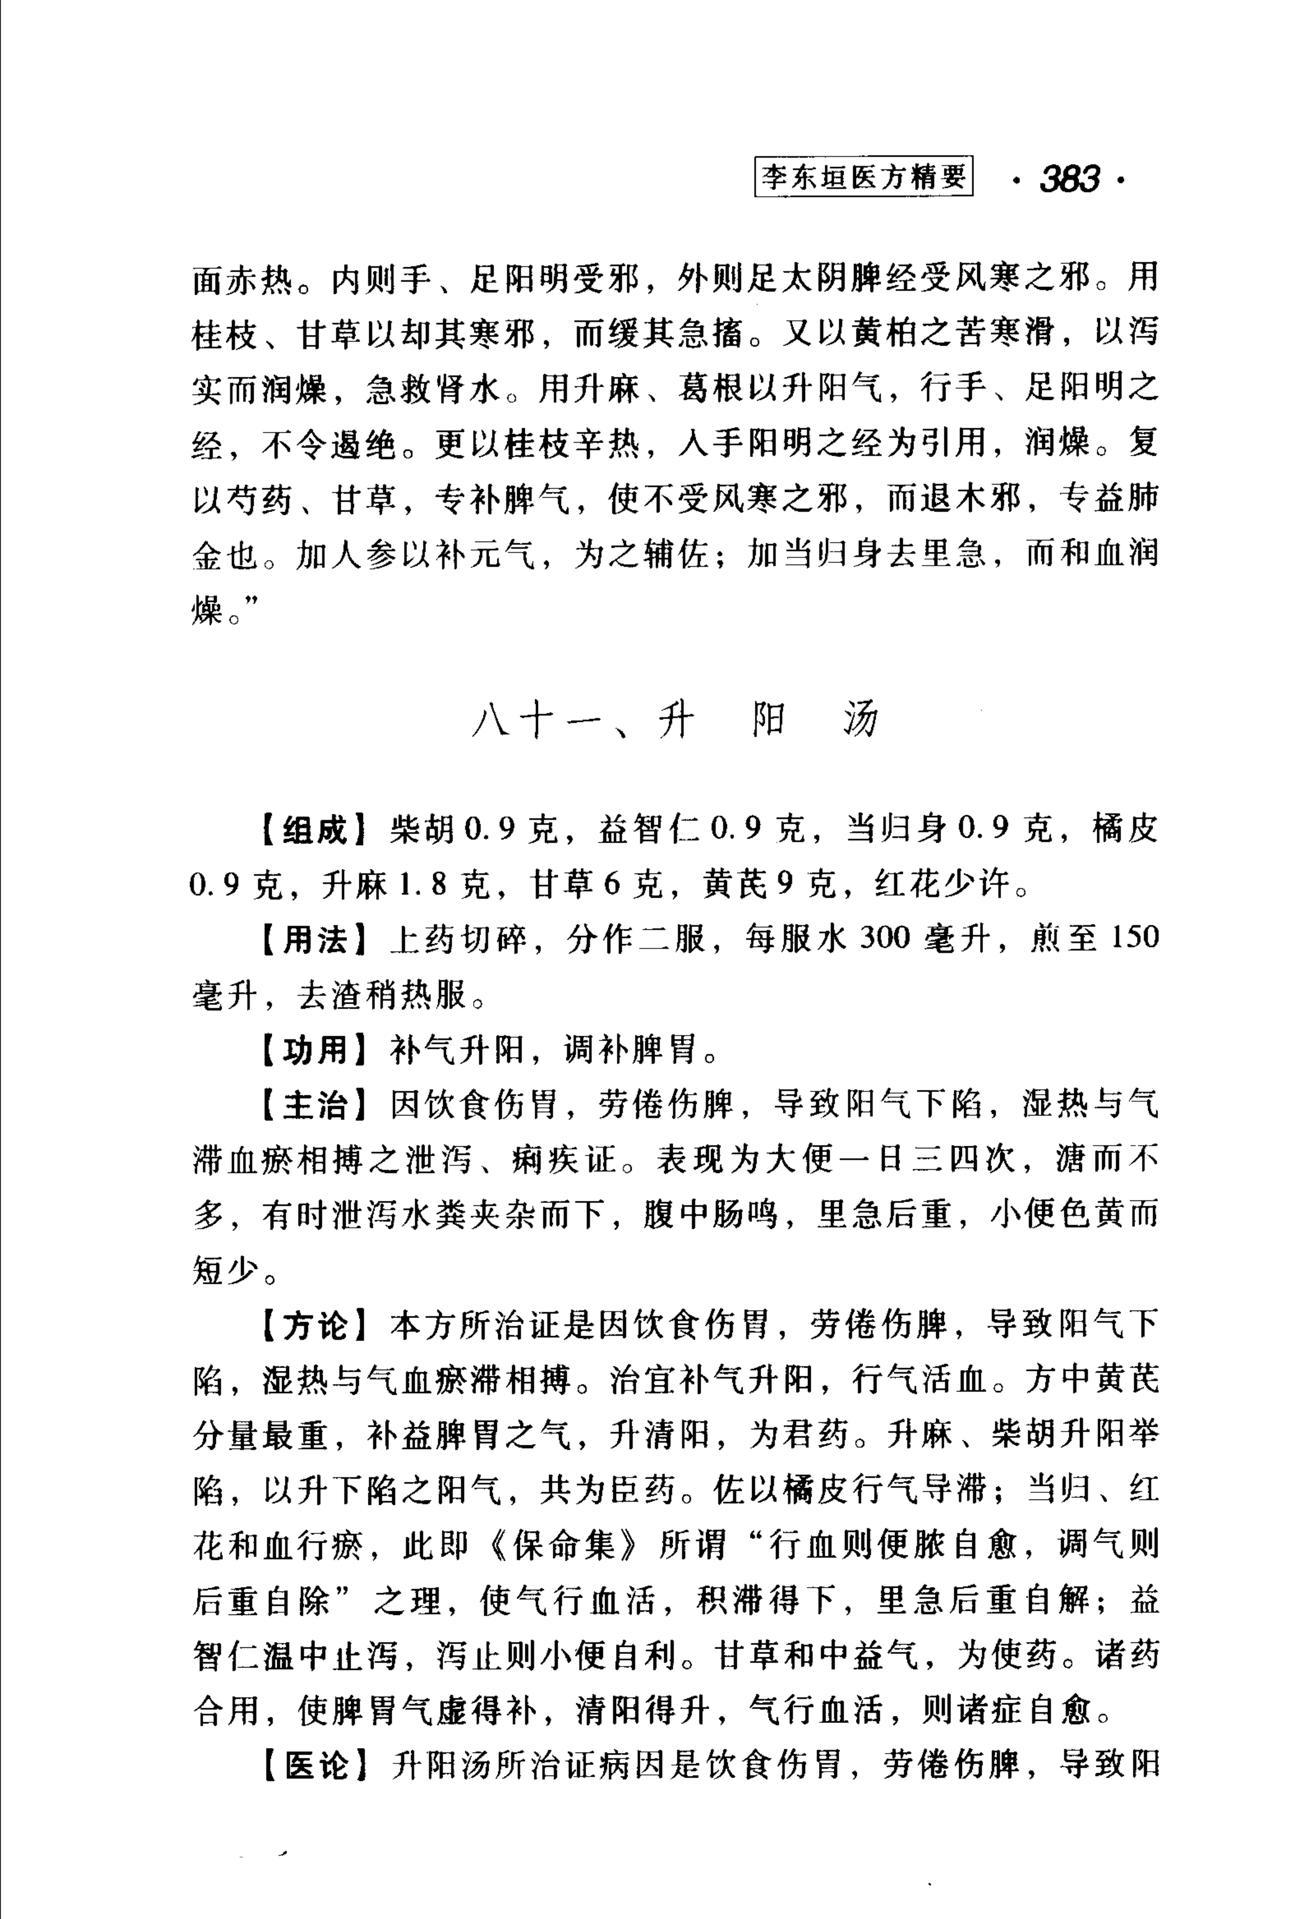 李东垣医方精要 · 383 ·
面赤热。内则手、足阳明受邪，外则足太阴脾经受风寒之邪。用
桂枝、甘草以却其寒邪，而缓其急搐。又以黄柏之苦寒滑，以泻
实而润燥，急救肾水。用升麻、葛根以升阳气，行手、足阳明之
经，不令遏绝。更以桂枝辛热，入手阳明之经为引用，润燥。复
以芍药、甘草，专补脾气，使不受风寒之邪，而退木邪，专益肺
金也。加人参以补元气，为之辅佐；加当归身去里急，而和血润
燥。”
八十一、升 阳 汤
【组成】柴胡0.9克，益智仁0.9克，当归身0.9克，橘皮
0.9克，升麻1.8克，甘草6克，黄芪9克，红花少许。
【用法】上药切碎，分作二服，每服水300毫升，煎至150
毫升，去渣稍热服。
【功用】补气升阳，调补脾胃。
【主治】因饮食伤胃，劳倦伤脾，导致阳气下陷，湿热与气
滞血瘀相搏之泄泻、痢疾证。表现为大便一日三四次，溏而不
多，有时泄泻水粪夹杂而下，腹中肠鸣，里急后重，小便色黄而
短少。
【方论】本方所治证是因饮食伤胃，劳倦伤脾，导致阳气下
陷，湿热与气血瘀滞相搏。治宜补气升阳，行气活血。方中黄芪
分量最重，补益脾胃之气，升清阳，为君药。升麻、柴胡升阳举
陷，以升下陷之阳气，共为臣药。佐以橘皮行气导滞；当归、红
花和血行瘀，此即《保命集》所谓“行血则便脓自愈，调气则
后重自除”之理，使气行血活，积滞得下，里急后重自解；益
智仁温中止泻，泻止则小便自利。甘草和中益气，为使药。诸药
合用，使脾胃气虚得补，清阳得升，气行血活，则诸症自愈。
【医论】升阳汤所治证病因是饮食伤胃，劳倦伤脾，导致阳